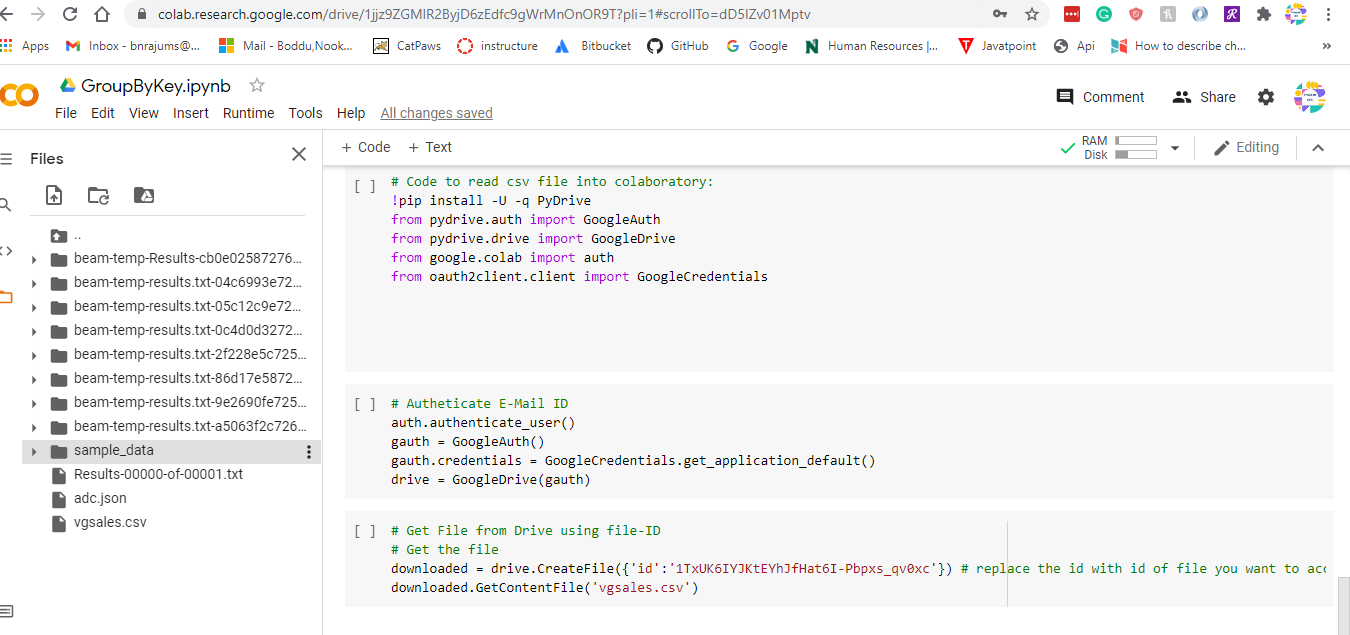 colab.research.google.com/drive/1jjz9ZGMIR2ByjD6zEdfc9gWrMnOnOR9T?pli=1#scrollTo=dD5IZv01Mptv
Apps Inbox - bnrajums@... Mail - Boddu,Nook... CatPaws instructure Bitbucket GitHub Google Human Resources |... Javatpoint Api How to describe ch... »
GroupByKey.ipynb
File Edit View Insert Runtime Tools Help All changes saved
Comment Share
Files
+ Code + Text
RAM
Disk
Editing
..
beam-temp-Results-cb0e02587276...
beam-temp-results.txt-04c6993e72...
beam-temp-results.txt-05c12c9e72...
beam-temp-results.txt-0c4d0d3272...
beam-temp-results.txt-2f228e5c725...
beam-temp-results.txt-86d17e5872...
beam-temp-results.txt-9e2690fe725...
beam-temp-results.txt-a5063f2c726...
sample_data
Results-00000-of-00001.txt
adc.json
vgsales.csv
[ ] # Code to read csv file into colaboratory:
!pip install -U -q PyDrive
from pydrive.auth import GoogleAuth
from pydrive.drive import GoogleDrive
from google.colab import auth
from oauth2client.client import GoogleCredentials
[ ] # Autheticate E-Mail ID
auth.authenticate_user()
gauth = GoogleAuth()
gauth.credentials = GoogleCredentials.get_application_default()
drive = GoogleDrive(gauth)
[ ] # Get File from Drive using file-ID
# Get the file
downloaded = drive.CreateFile({'id':'1TxUK6IYJKtEYhJfHat6I-Pbpxs_qv0xc'}) # replace the id with id of file you want to acc
downloaded.GetContentFile('vgsales.csv')